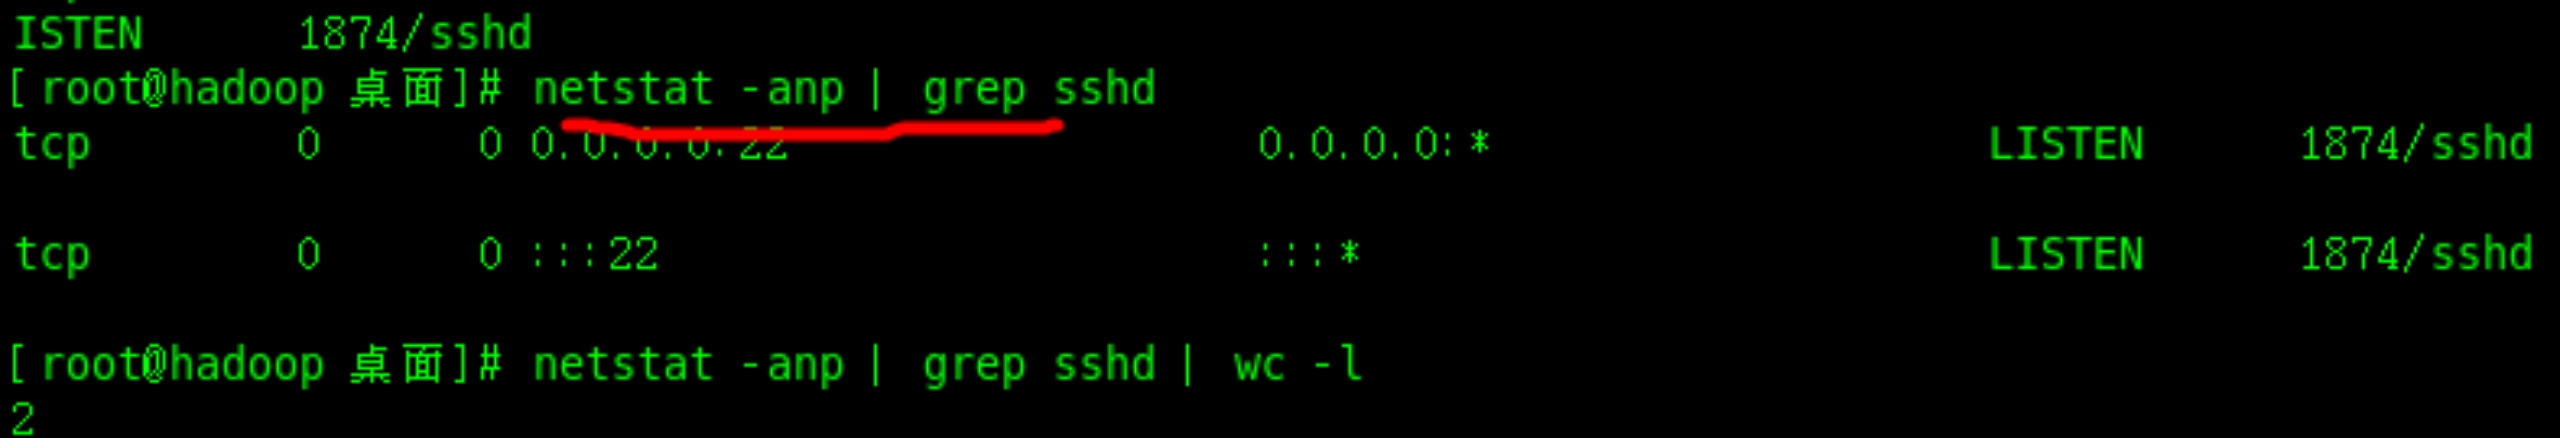 ISTEN 1874/sshd
[root@hadoop 桌面]# netstat -anp | grep sshd
tcp 0 0 0.0.0.0:22 0.0.0.0:* LISTEN 1874/sshd
tcp 0 0 :::22 :::* LISTEN 1874/sshd
[root@hadoop 桌面]# netstat -anp | grep sshd | wc -l
2